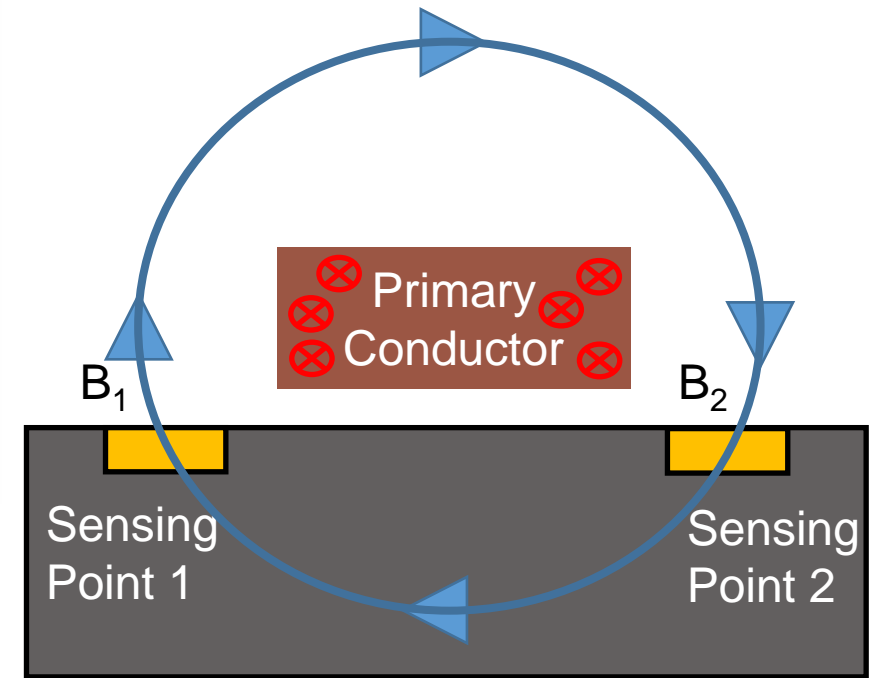 Primary
Conductor
B₁
B₂
Sensing
Point 1
Sensing
Point 2